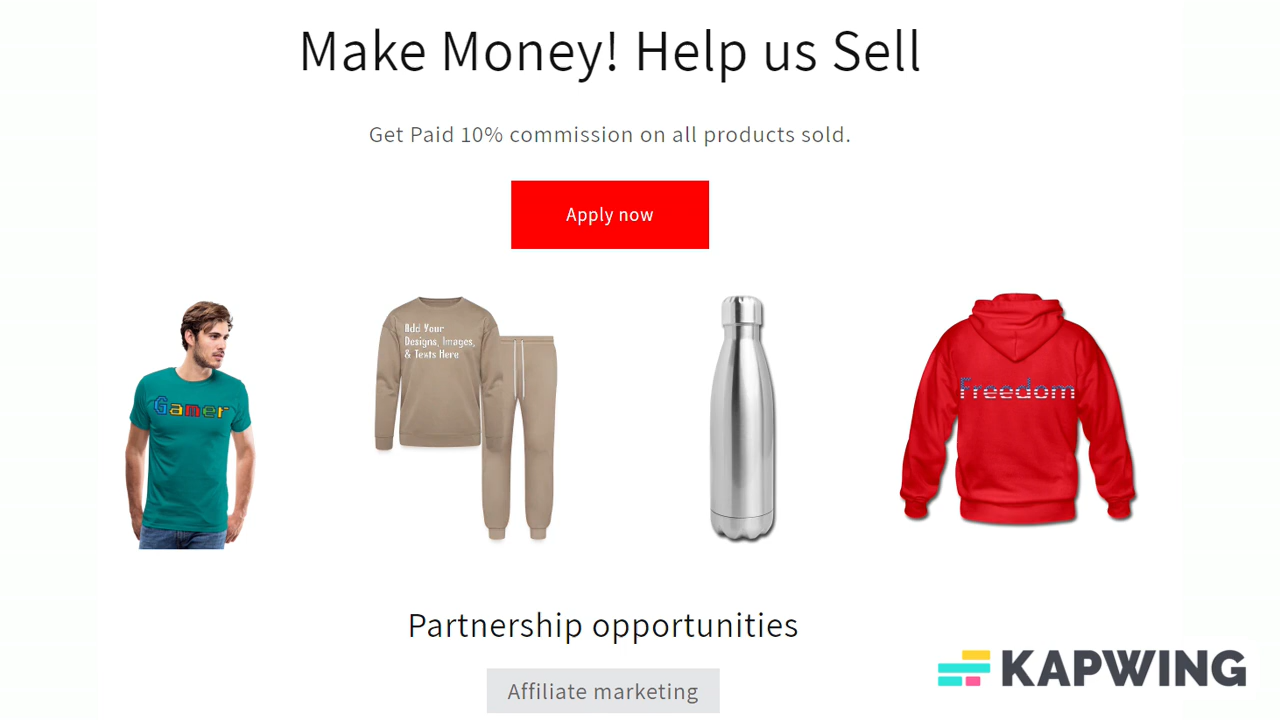 Make Money! Help us Sell
Get Paid 10% commission on all products sold.
Apply now
Gamer
Add Your
Designs, Images,
& Texts Here
Freedom
Partnership opportunities
Affiliate marketing
KAPWING